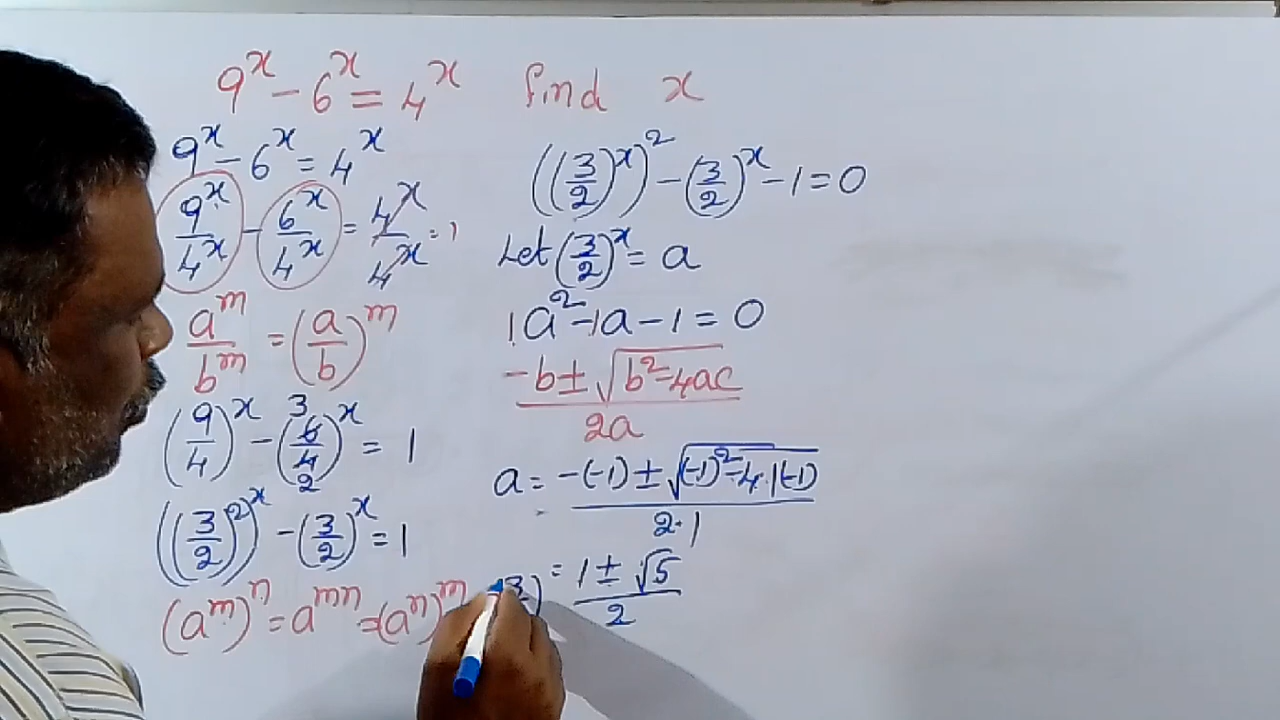 9^x - 6^x = 4^x find x
9^x - 6^x = 4^x
9^x/4^x - 6^x/4^x = 4^x/4^x = 1
a^m/b^m = (a/b)^m
(9/4)^x - (6/4)^x = 1
3
2
((3/2)^2)^x - (3/2)^x = 1
(a^m)^n = a^mn = (a^n)^m
((3/2)^x)^2 - (3/2)^x - 1 = 0
Let (3/2)^x = a
1a^2 - 1a - 1 = 0
-b ± √(b^2 - 4ac) / 2a
a = -(-1) ± √((-1)^2 - 4·1(-1)) / 2·1
= 1 ± √5 / 2